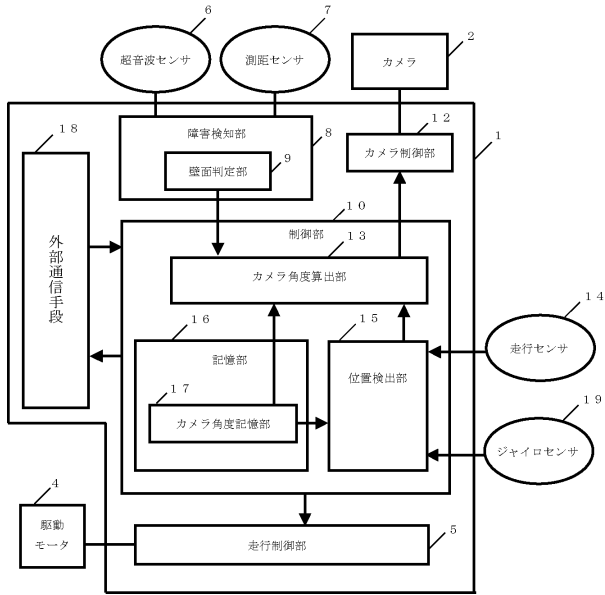 6
7
2
超音波センサ
測距センサ
カメラ
18
障害検知部
8
12
1
9
壁面判定部
カメラ制御部
10
制御部
13
外部通信手段
カメラ角度算出部
14
16
15
走行センサ
記憶部
位置検出部
17
カメラ角度記憶部
19
ジャイロセンサ
4
駆動
モータ
走行制御部
5